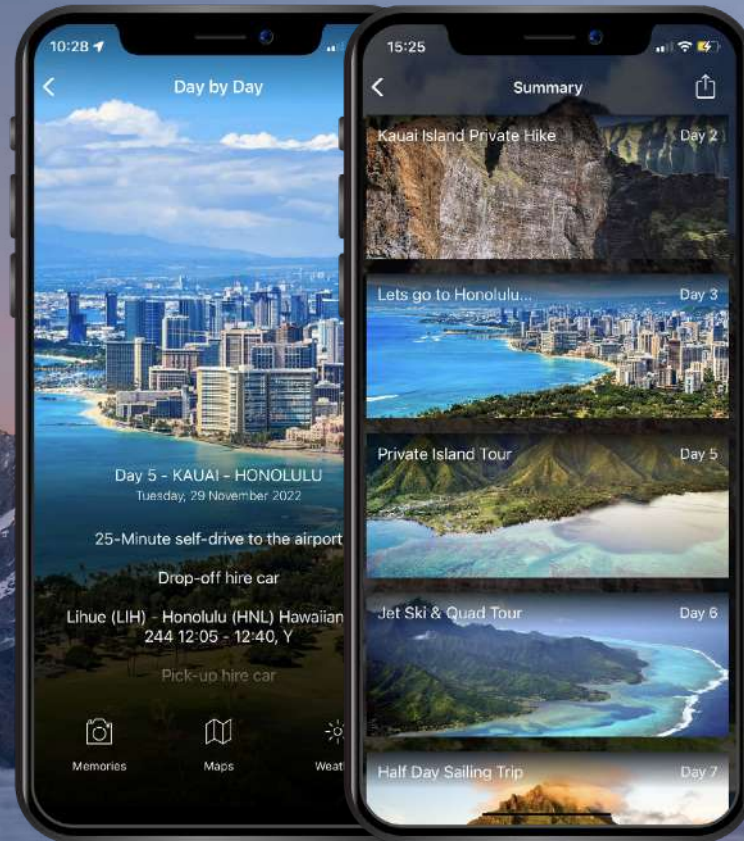 10:28
Day by Day
Day 5 - KAUAI - HONOLULU
Tuesday, 29 November 2022
25-Minute self-drive to the airport
Drop-off hire car
Lihue (LIH) - Honolulu (HNL) Hawaiian
244 12:05 - 12:40, Y
Pick-up hire car
Memories
Maps
15:25
Summary
Kauai Island Private Hike
Day 2
Lets go to Honolulu...
Day 3
Private Island Tour
Day 5
Jet Ski & Quad Tour
Day 6
Half Day Sailing Trip
Day 7